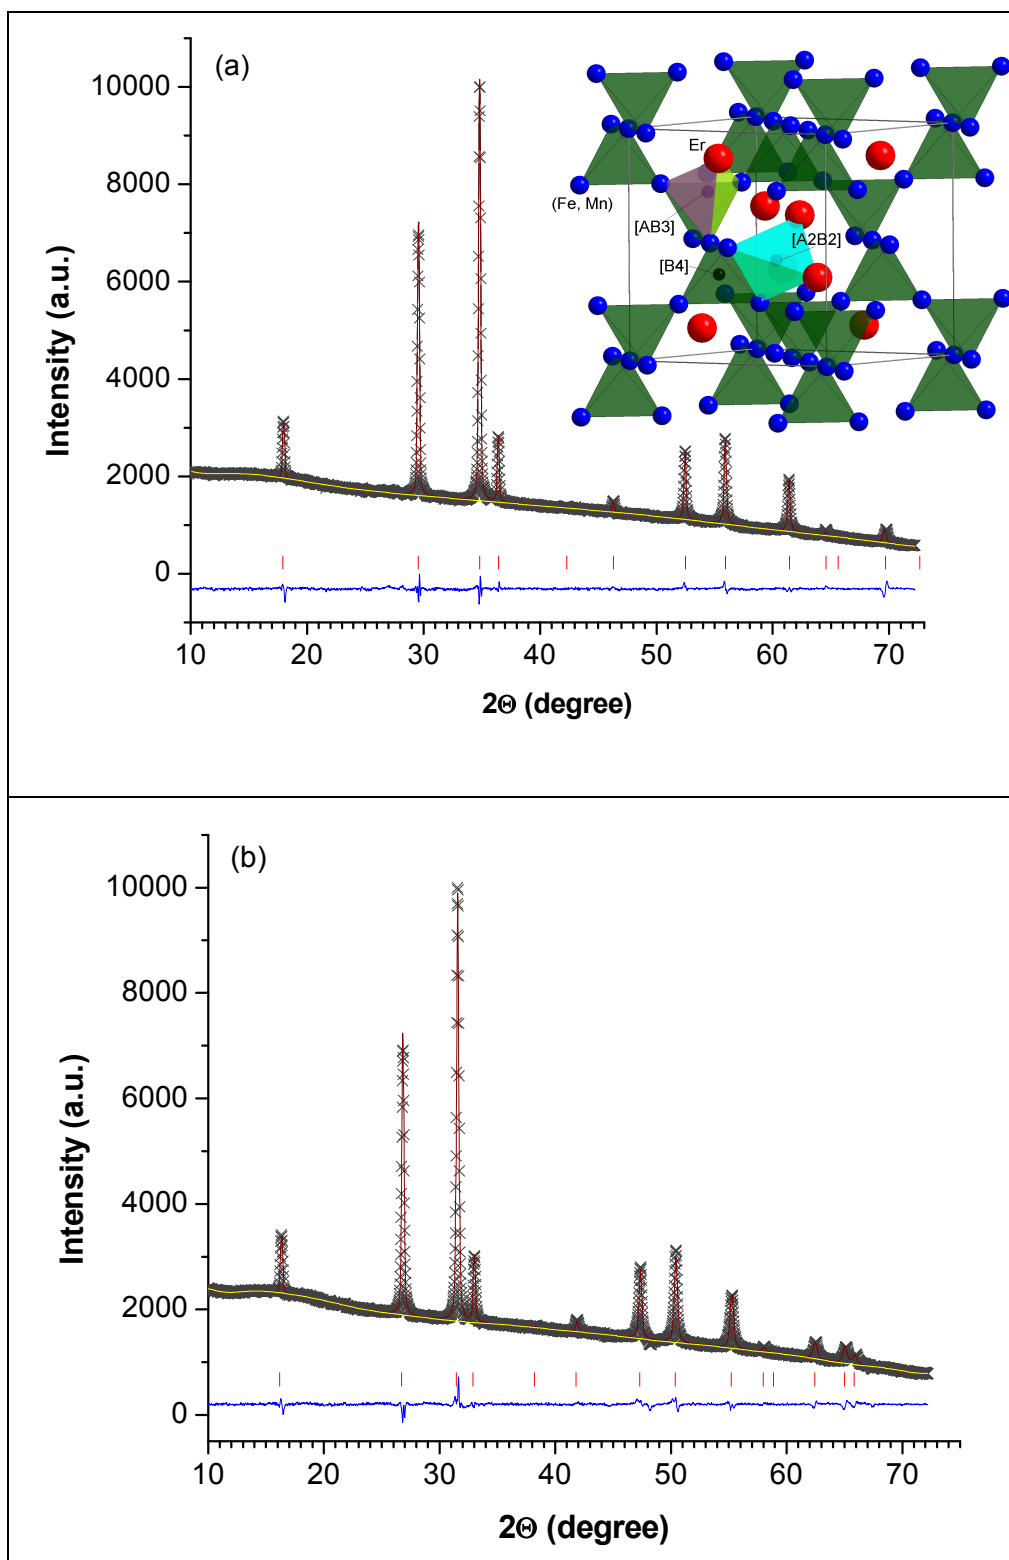 (a)
10000
8000
6000
4000
2000
0
Intensity (a.u.)
Er
(Fe, Mn)
[AB3]
[A2B2]
[B4]
10 20 30 40 50 60 70
2Θ (degree)
(b)
10000
8000
6000
4000
2000
0
Intensity (a.u.)
10 20 30 40 50 60 70
2Θ (degree)